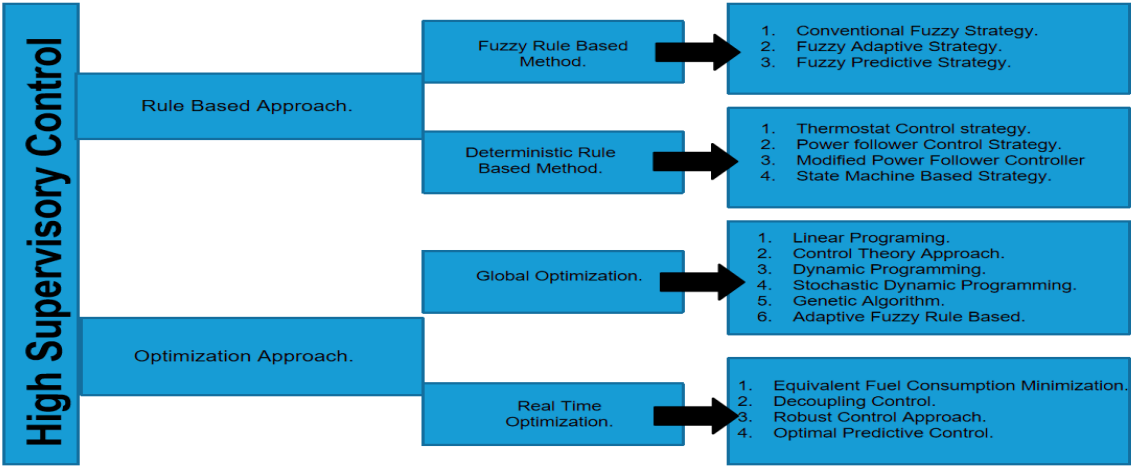 High Supervisory Control
Rule Based Approach.
Fuzzy Rule Based
Method.
1. Conventional Fuzzy Strategy.
2. Fuzzy Adaptive Strategy.
3. Fuzzy Predictive Strategy.
Deterministic Rule
Based Method.
1. Thermostat Control strategy.
2. Power follower Control Strategy.
3. Modified Power Follower Controller
4. State Machine Based Strategy.
Optimization Approach.
Global Optimization.
1. Linear Programing.
2. Control Theory Approach.
3. Dynamic Programming.
4. Stochastic Dynamic Programming.
5. Genetic Algorithm.
6. Adaptive Fuzzy Rule Based.
Real Time
Optimization.
1. Equivalent Fuel Consumption Minimization.
2. Decoupling Control.
3. Robust Control Approach.
4. Optimal Predictive Control.